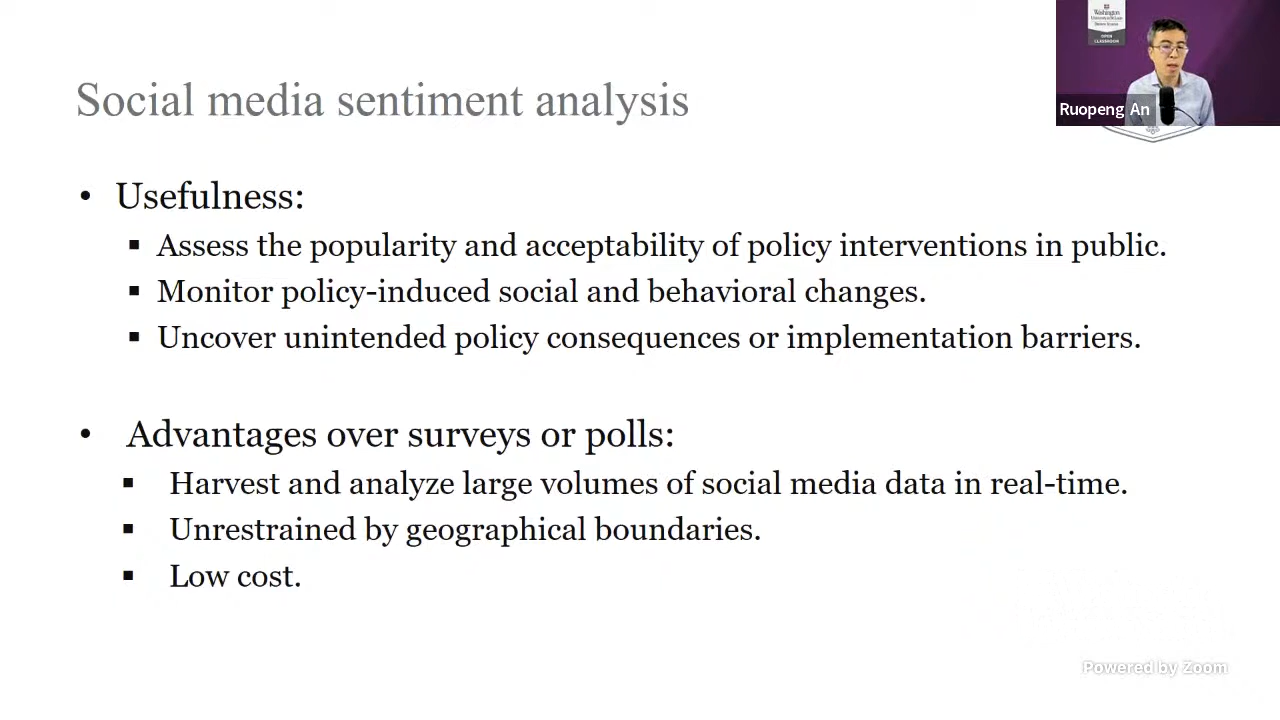 Washington
OPEN
CLASSROOM
Ruopeng An
Social media sentiment analysis
• Usefulness:
▪ Assess the popularity and acceptability of policy interventions in public.
▪ Monitor policy-induced social and behavioral changes.
▪ Uncover unintended policy consequences or implementation barriers.
• Advantages over surveys or polls:
▪ Harvest and analyze large volumes of social media data in real-time.
▪ Unrestrained by geographical boundaries.
▪ Low cost.
Powered by Zoom